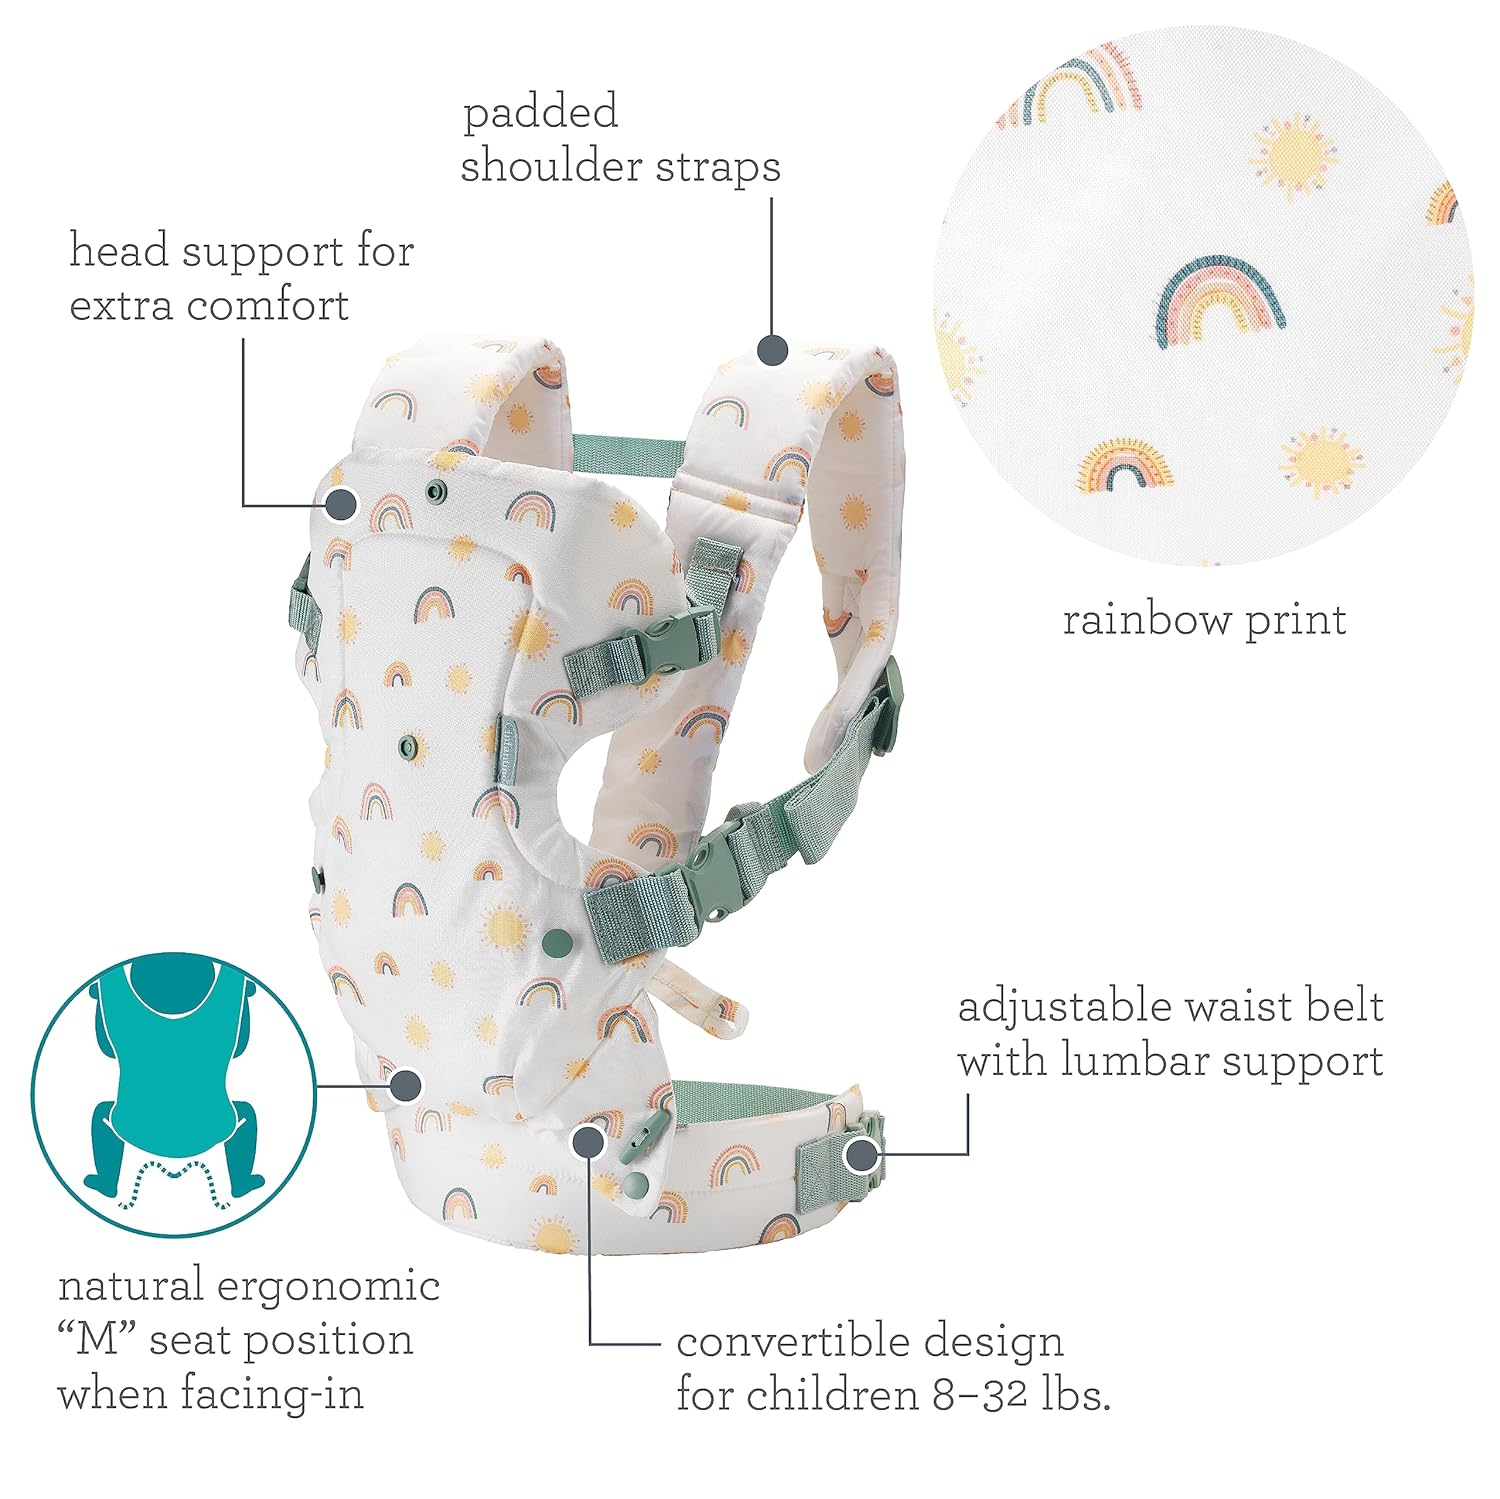 padded
shoulder straps
head support for
extra comfort
rainbow print
infantino
adjustable waist belt
with lumbar support
natural ergonomic
“M” seat position
when facing-in
convertible design
for children 8–32 lbs.